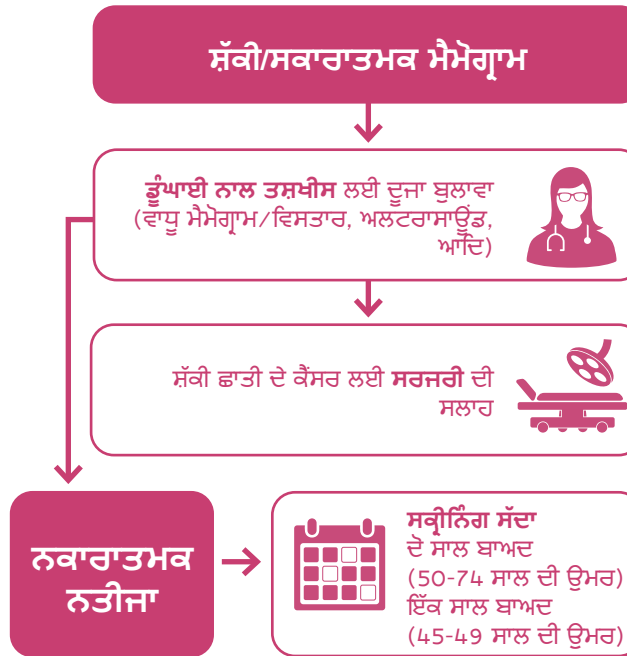 ਸ਼ੱਕੀ/ਸਕਾਰਾਤਮਕ ਮੈਮੋਗ੍ਰਾਮ
ਡੂੰਘਾਈ ਨਾਲ ਤਸ਼ਖੀਸ ਲਈ ਦੂਜਾ ਬੁਲਾਵਾ
(ਵਾਧੂ ਮੈਮੋਗ੍ਰਾਮ/ਵਿਸਤਾਰ, ਅਲਟਰਾਸਾਊਂਡ,
ਆਦਿ)
ਸ਼ੱਕੀ ਛਾਤੀ ਦੇ ਕੈਂਸਰ ਲਈ ਸਰਜਰੀ ਦੀ
ਸਲਾਹ
ਨਕਾਰਾਤਮਕ
ਨਤੀਜਾ
ਸਕ੍ਰੀਨਿੰਗ ਸੱਦਾ
ਦੋ ਸਾਲ ਬਾਅਦ
(50-74 ਸਾਲ ਦੀ ਉਮਰ)
ਇੱਕ ਸਾਲ ਬਾਅਦ
(45-49 ਸਾਲ ਦੀ ਉਮਰ)